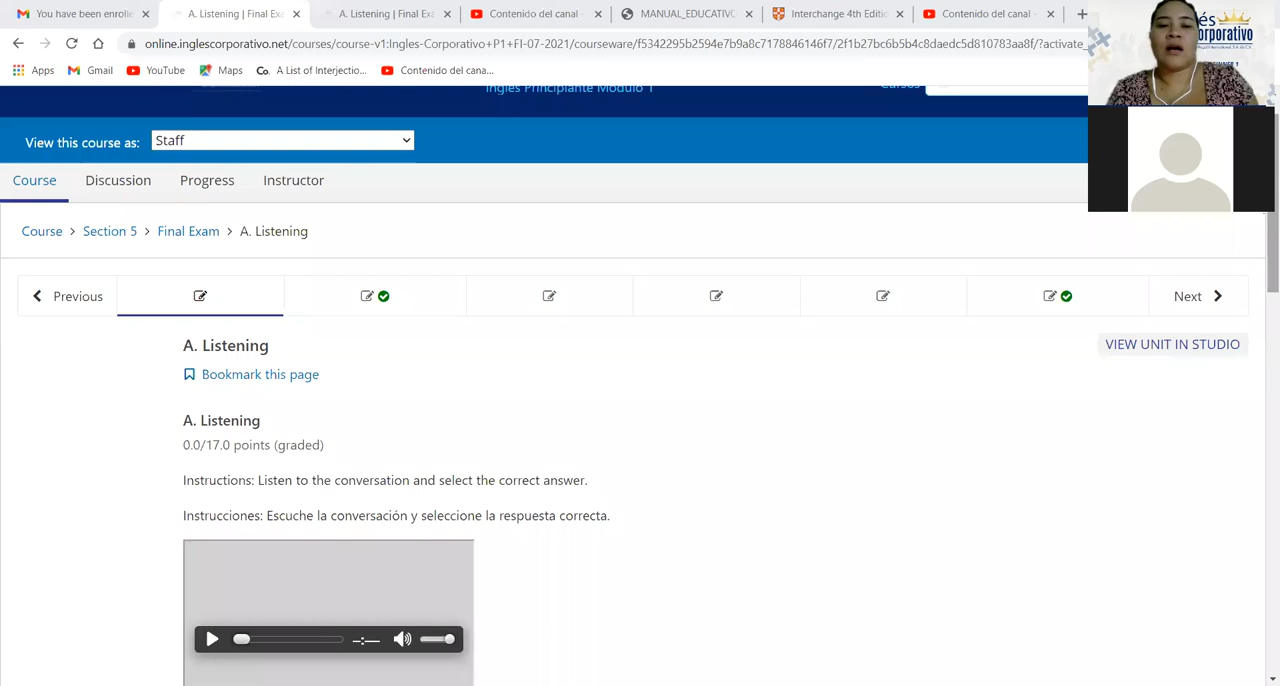 You have been enrolle
A. Listening | Final Exa
A. Listening | Final Exa
Contenido del canal -
MANUAL_EDUCATIVO
Interchange 4th Editio
Contenido del canal -
online.inglescorporativo.net/courses/course-v1:Ingles-Corporativo+P1+FI-07-2021/courseware/f5342295b2594e7b9a8c7178846146f7/2f1b27bc6b5b4c8daedc5d810783aa8f/?activate_
Apps
Gmail
YouTube
Maps
Co.
A List of Interjectio...
Contenido del cana...
Inglés Principiante Modulo 1
Cursos
View this course as:
Staff
Course
Discussion
Progress
Instructor
Course > Section 5 > Final Exam > A. Listening
Previous
Next
A. Listening
VIEW UNIT IN STUDIO
Bookmark this page
A. Listening
0.0/17.0 points (graded)
Instructions: Listen to the conversation and select the correct answer.
Instrucciones: Escuche la conversación y seleccione la respuesta correcta.
-:--